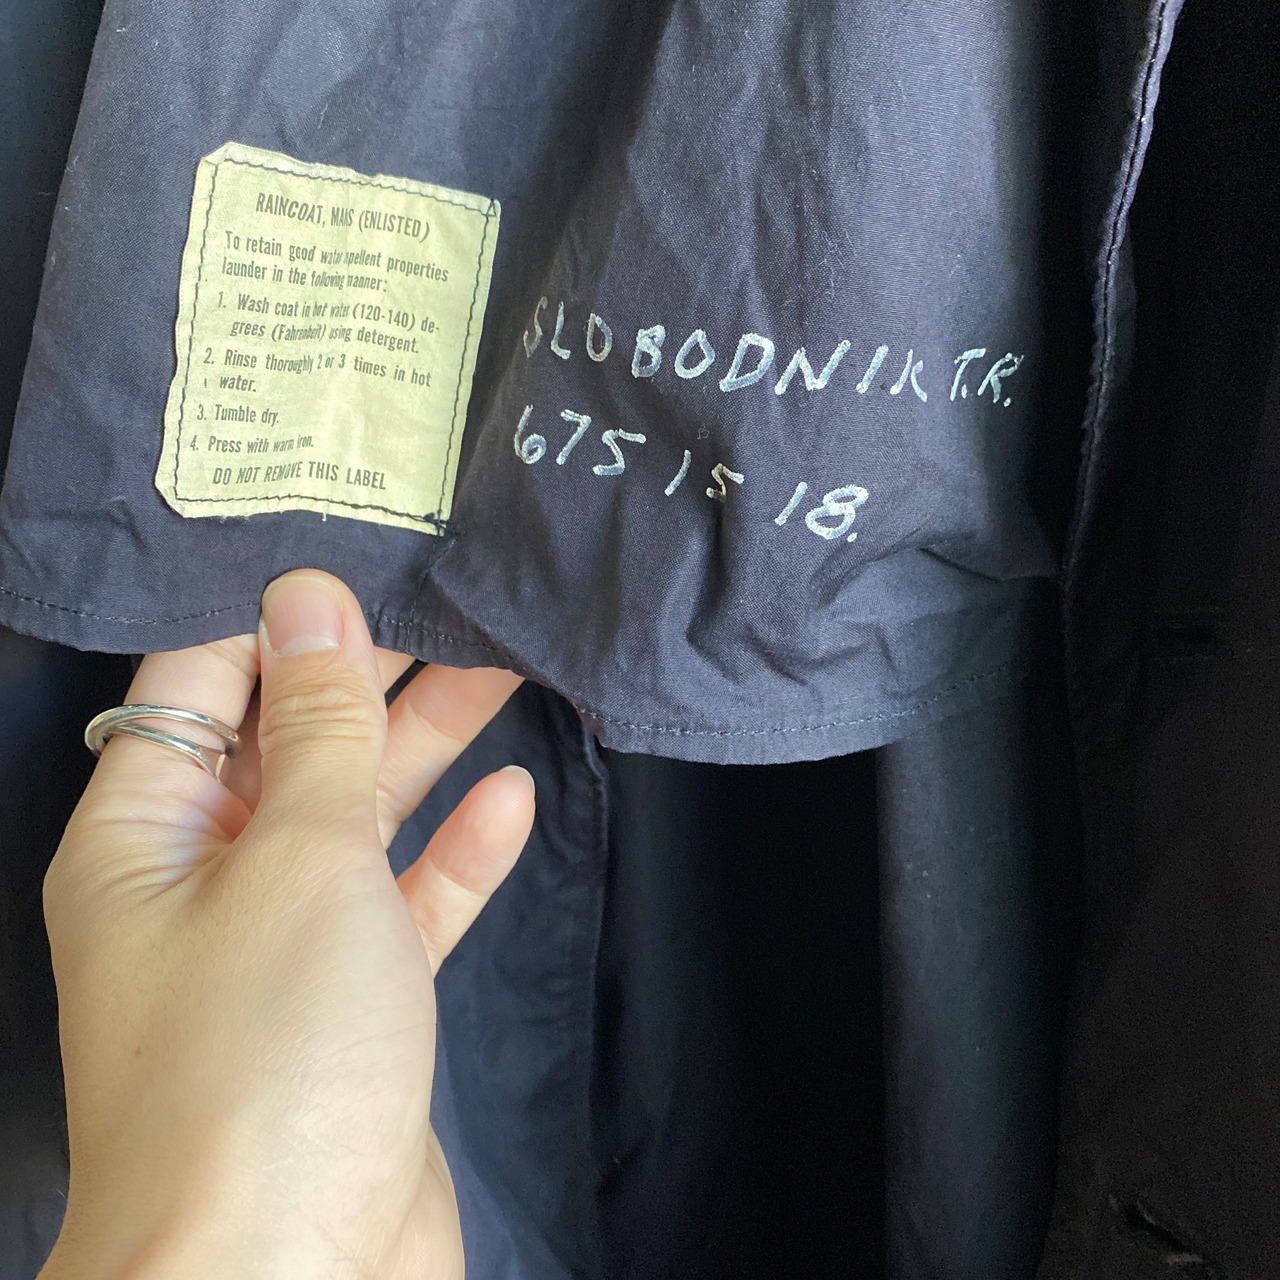 RAINCOAT, MANS (ENLISTED)
To retain good water repellent properties
launder in the following manner:
1. Wash coat in hot water (120-140) de-
grees (Fahrenheit) using detergent.
2. Rinse thoroughly 2 or 3 times in hot
water.
3. Tumble dry.
4. Press with warm iron.
DO NOT REMOVE THIS LABEL
SLOBODNIK T.R.
675 15 18.